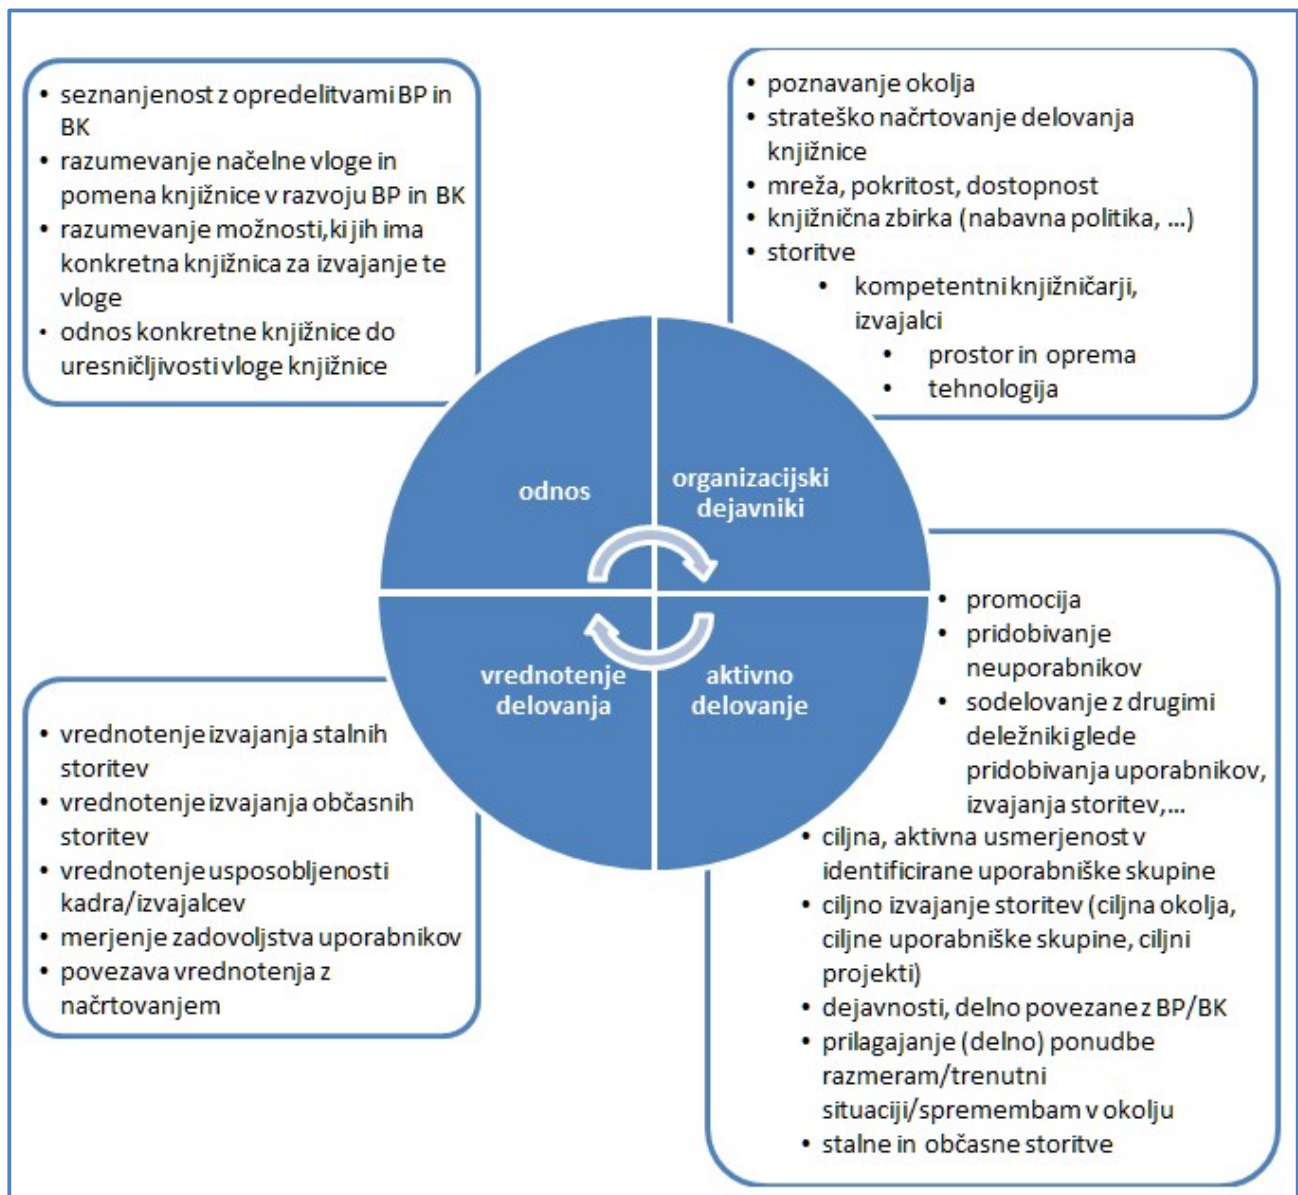 • seznanjenost z opredelitvami BP in
BK
• razumevanje načelne vloge in
pomena knjižnice v razvoju BP in BK
• razumevanje možnosti,ki jih ima
konkretna knjižnica za izvajanje te
vloge
• odnos konkretne knjižnice do
uresničljivosti vloge knjižnice
• poznavanje okolja
• strateško načrtovanje delovanja
knjižnice
• mreža, pokritost, dostopnost
• knjižnična zbirka (nabavna politika, ...)
• storitve
• kompetentni knjižničarji,
izvajalci
• prostor in oprema
• tehnologija
odnos
organizacijski
dejavniki
vrednotenje
delovanja
aktivno
delovanje
• vrednotenje izvajanja stalnih
storitev
• vrednotenje izvajanja občasnih
storitev
• vrednotenje usposobljenosti
kadra/izvajalcev
• merjenje zadovoljstva uporabnikov
• povezava vrednotenja z
načrtovanjem
• promocija
• pridobivanje
neuporabnikov
• sodelovanje z drugimi
deležniki glede
pridobivanja uporabnikov,
izvajanja storitev,...
• ciljna, aktivna usmerjenost v
identificirane uporabniške skupine
• ciljno izvajanje storitev (ciljna okolja,
ciljne uporabniške skupine, ciljni
projekti)
• dejavnosti, delno povezane z BP/BK
• prilagajanje (delno) ponudbe
razmeram/trenutni
situaciji/spremembam v okolju
• stalne in občasne storitve